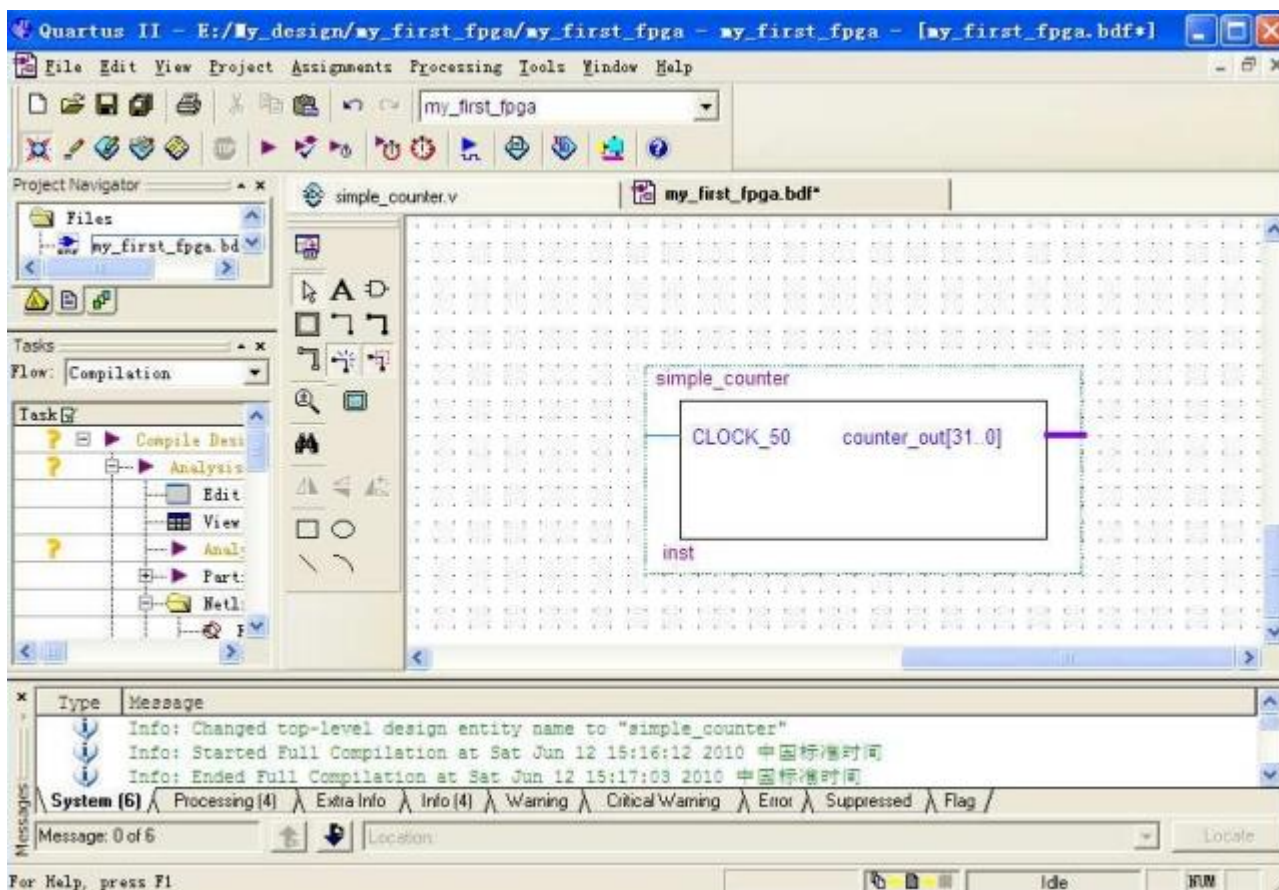 Quartus II - E:/My_design/my_first_fpga/my_first_fpga - my_first_fpga - [my_first_fpga.bdf*]
File Edit View Project Assignments Processing Tools Window Help
my_first_fpga
Project Navigator
simple_counter.v
my_first_fpga.bdf*
Files
my_first_fpga.bd
Tasks
Flow: Compilation
Task
Compile Desi
Analysis
Edit
View
Analy
Part:
Netl:
simple_counter
CLOCK_50 counter_out[31..0]
inst
Type Message
Info: Changed top-level design entity name to "simple_counter"
Info: Started Full Compilation at Sat Jun 12 15:16:12 2010 中国标准时间
Info: Ended Full Compilation at Sat Jun 12 15:17:03 2010 中国标准时间
System (6) Processing (4) Extra Info Info (4) Warning Critical Warning Error Suppressed Flag
Messages
Message: 0 of 6 Location: Locate
For Help, press F1 Idle NUM